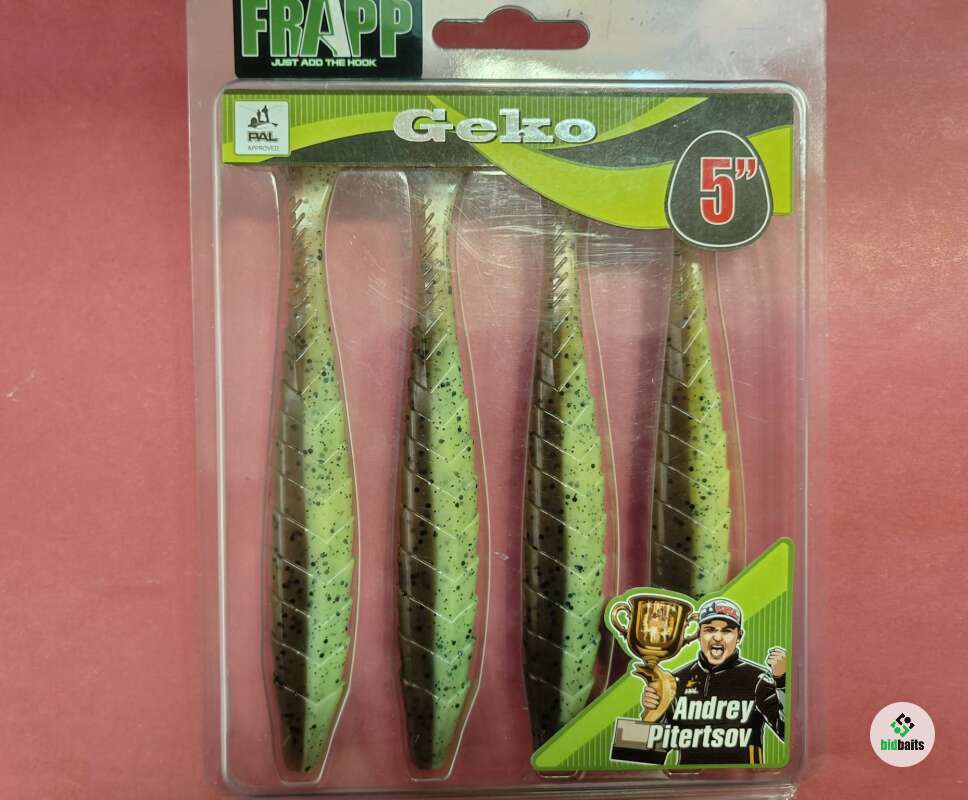 FRAPP
JUST ADD THE HOOK
PAL
APPROVED
Geko
5”
Andrey
Pitertsov
bidbaits